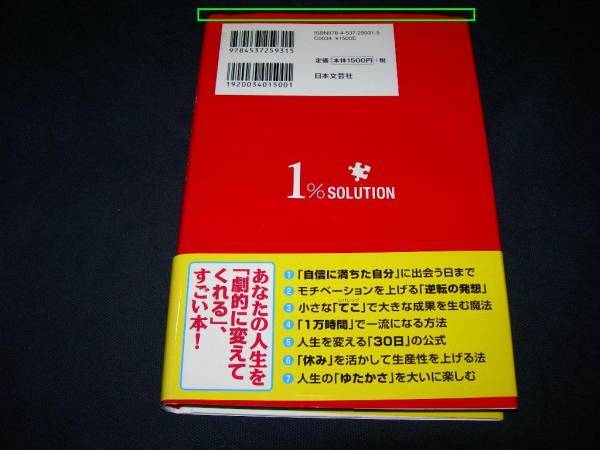 ISBN978-4-537-25931-5
C0034 ¥1500E
9784537259315
定価 本体1500円 +税
日本文芸社
1920034015001
1% SOLUTION
あなたの人生を
「劇的に変えて
くれる」、
すごい本!
1 「自信に満ちた自分」に出会う日まで
2 モチベーションを上げる「逆転の発想」
3 小さな「てこ」で大きな成果を生む魔法
4 「1万時間」で一流になる方法
5 人生を変える「30日」の公式
6 「休み」を活かして生産性を上げる法
7 人生の「ゆたかさ」を大いに楽しむ